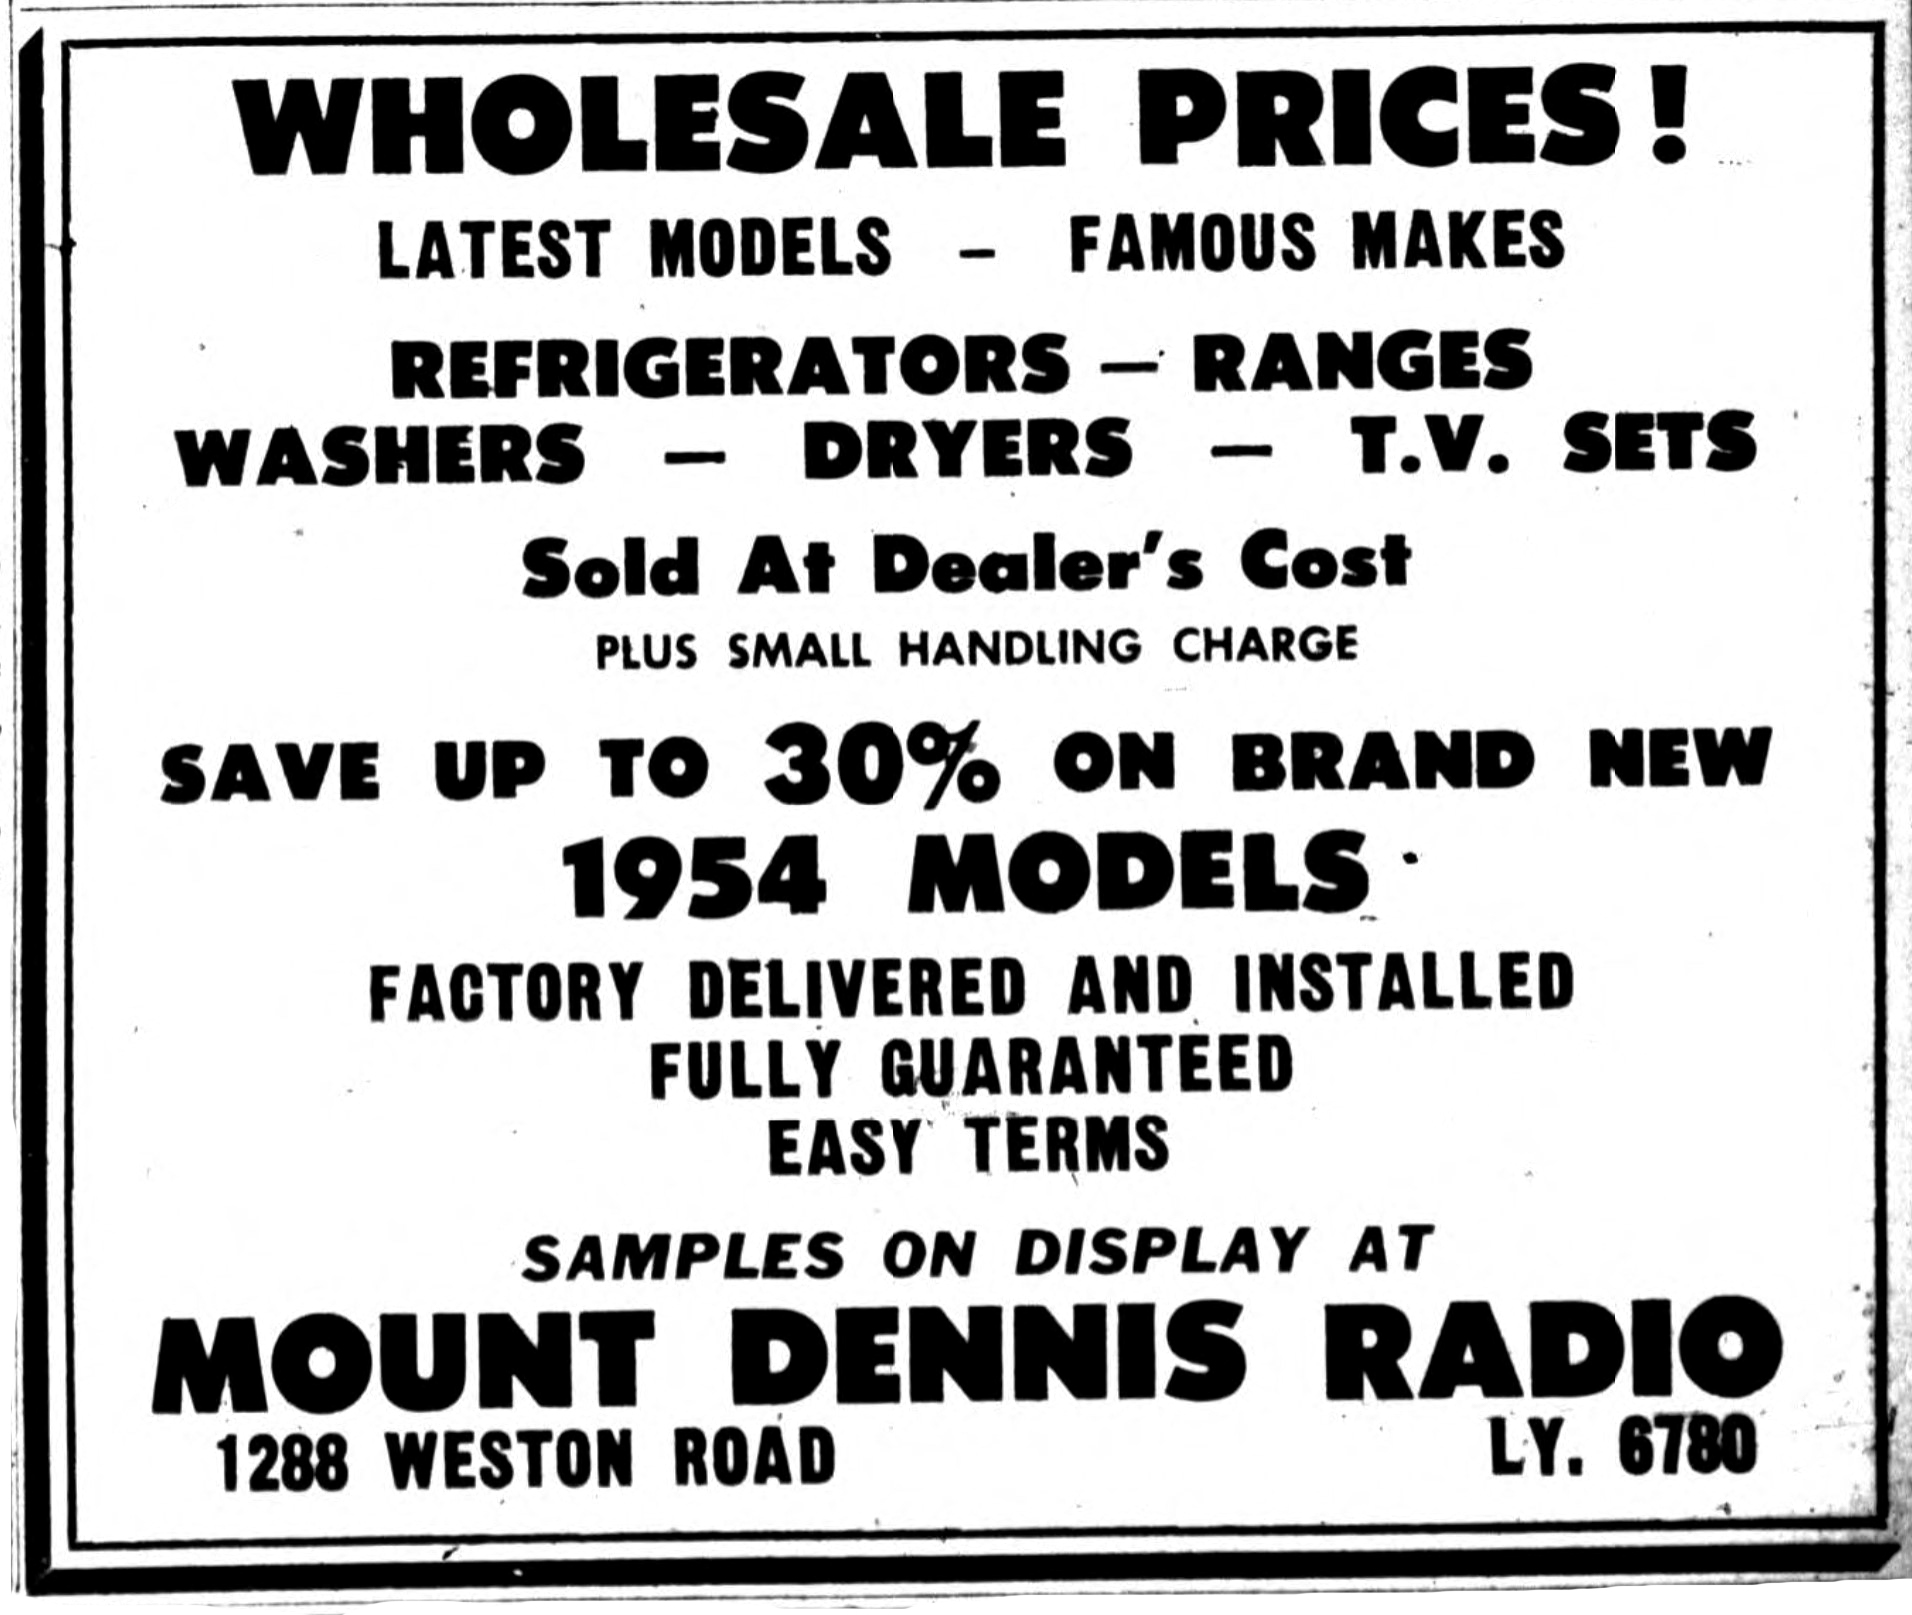 WHOLESALE PRICES!
LATEST MODELS – FAMOUS MAKES
REFRIGERATORS — RANGES
WASHERS — DRYERS — T.V. SETS
Sold At Dealer's Cost
PLUS SMALL HANDLING CHARGE
SAVE UP TO 30% ON BRAND NEW
1954 MODELS
FACTORY DELIVERED AND INSTALLED
FULLY GUARANTEED
EASY TERMS
SAMPLES ON DISPLAY AT
MOUNT DENNIS RADIO
1288 WESTON ROAD LY. 6780